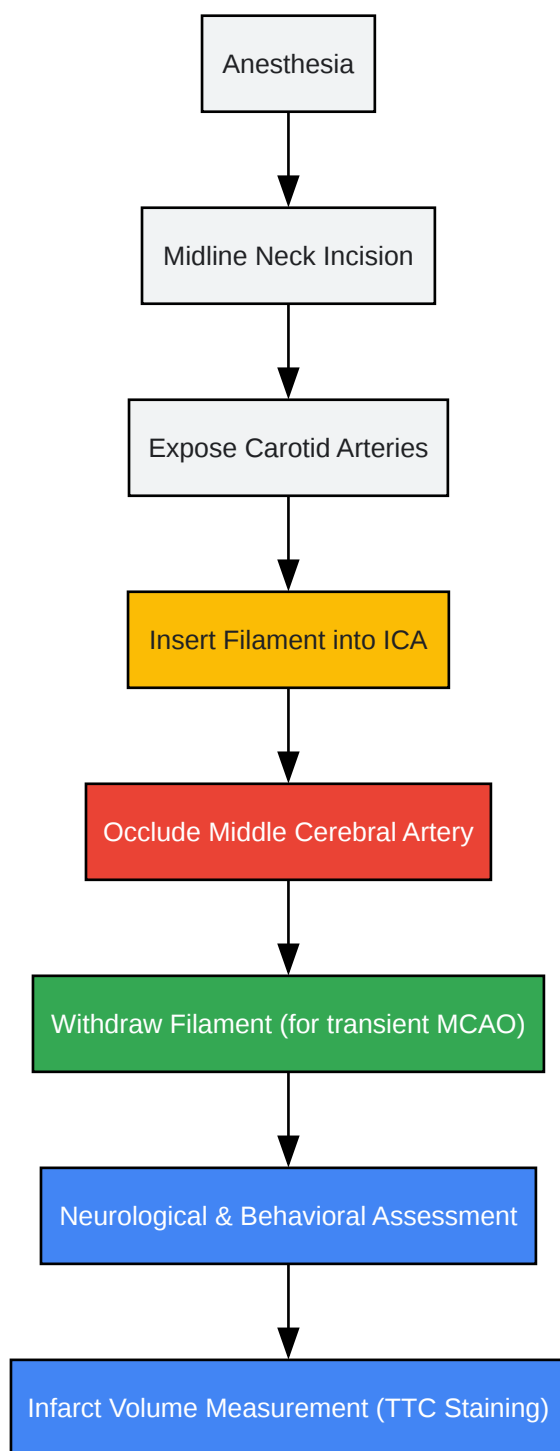 Anesthesia
Midline Neck Incision
Expose Carotid Arteries
Insert Filament into ICA
Occlude Middle Cerebral Artery
Withdraw Filament (for transient MCAO)
Neurological & Behavioral Assessment
Infarct Volume Measurement (TTC Staining)